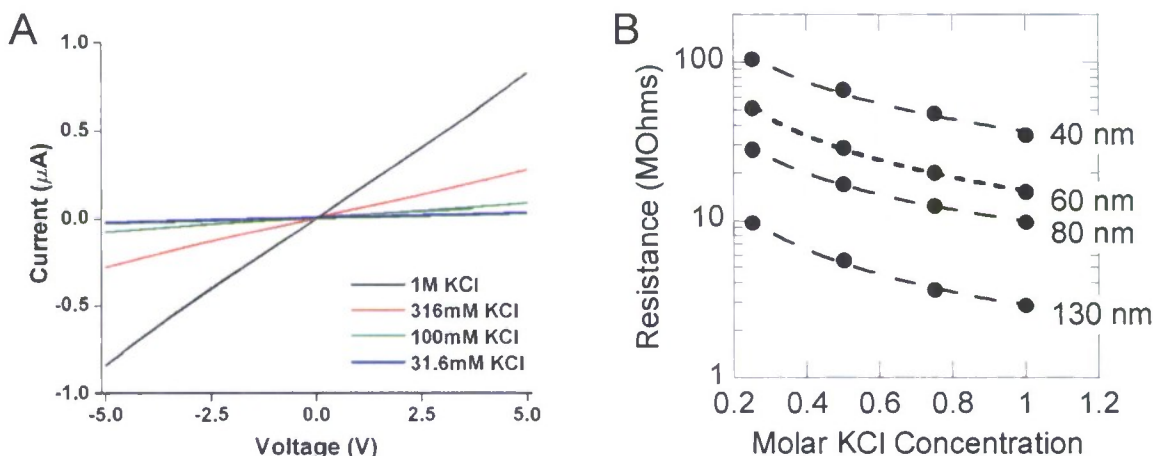 A
1.0
0.5
0.0
-0.5
-1.0
Current (μA)
-5.0 -2.5 0.0 2.5 5.0
Voltage (V)
1M KCl
316mM KCl
100mM KCl
31.6mM KCl
B
100
10
1
Resistance (MOhms)
0.2 0.4 0.6 0.8 1 1.2
Molar KCl Concentration
40 nm
60 nm
80 nm
130 nm